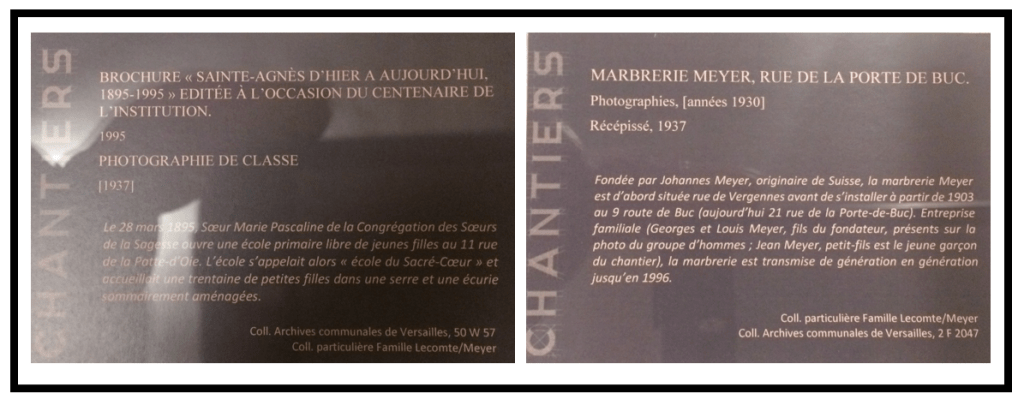 CHANTIERS
BROCHURE « SAINTE-AGNÈS D'HIER A AUJOURD'HUI,
1895-1995 » EDITÉE À L'OCCASION DU CENTENAIRE DE
L'INSTITUTION.
1995
PHOTOGRAPHIE DE CLASSE
[1937]
Le 28 mars 1895, Sœur Marie Pascaline de la Congrégation des Sœurs
de la Sagesse ouvre une école primaire libre de jeunes filles au 11 rue
de la Patte-d'Oie. L'école s'appelait alors « école du Sacré-Cœur » et
accueillait une trentaine de petites filles dans une serre et une écurie
sommairement aménagées.
Coll. Archives communales de Versailles, 50 W 57
Coll. particulière Famille Lecomte/Meyer
CHANTIERS
MARBRERIE MEYER, RUE DE LA PORTE DE BUC.
Photographies, [années 1930]
Récépissé, 1937
Fondée par Johannes Meyer, originaire de Suisse, la marbrerie Meyer
est d'abord située rue de Vergennes avant de s'installer à partir de 1903
au 9 route de Buc (aujourd'hui 21 rue de la Porte-de-Buc). Entreprise
familiale (Georges et Louis Meyer, fils du fondateur, présents sur la
photo du groupe d'hommes ; Jean Meyer, petit-fils est le jeune garçon
du chantier), la marbrerie est transmise de génération en génération
jusqu'en 1996.
Coll. particulière Famille Lecomte/Meyer
Coll. Archives communales de Versailles, 2 F 2047